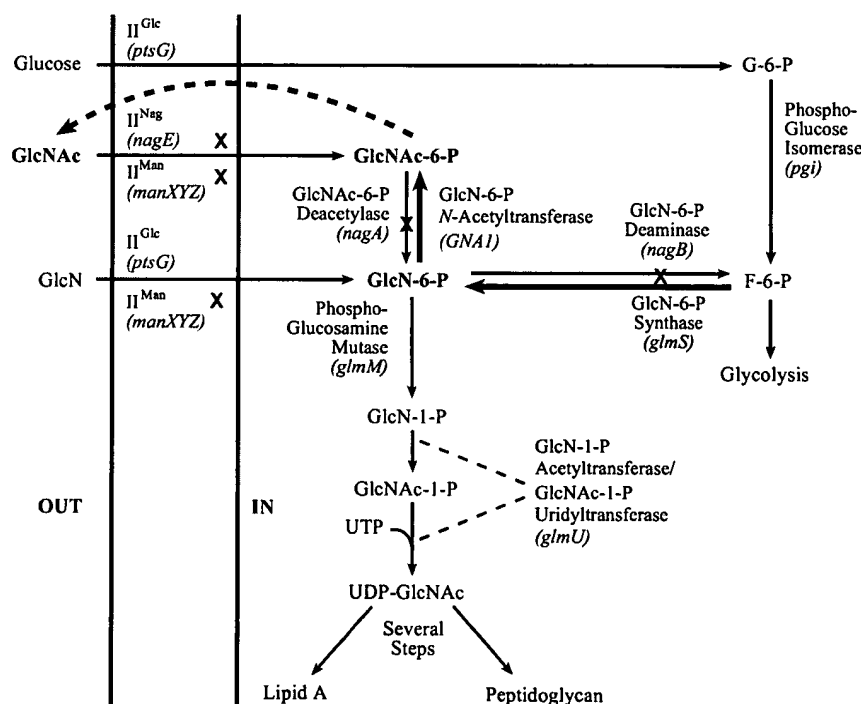 II^Glc
(ptsG)
Glucose
G-6-P
II^Nag
(nagE)
X
GlcNAc
GlcNAc-6-P
II^Man
(manXYZ)
X
Phospho-
Glucose
Isomerase
(pgi)
GlcNAc-6-P
Deacetylase
(nagA)
X
GlcN-6-P
N-Acetyltransferase
(GNA1)
GlcN-6-P
Deaminase
(nagB)
II^Glc
(ptsG)
GlcN
GlcN-6-P
X
F-6-P
II^Man
(manXYZ)
X
GlcN-6-P
Synthase
(glmS)
Phospho-
Glucosamine
Mutase
(glmM)
Glycolysis
GlcN-1-P
GlcN-1-P
Acetyltransferase/
GlcNAc-1-P
Uridyltransferase
(glmU)
GlcNAc-1-P
OUT
IN
UTP
UDP-GlcNAc
Several
Steps
Lipid A
Peptidoglycan